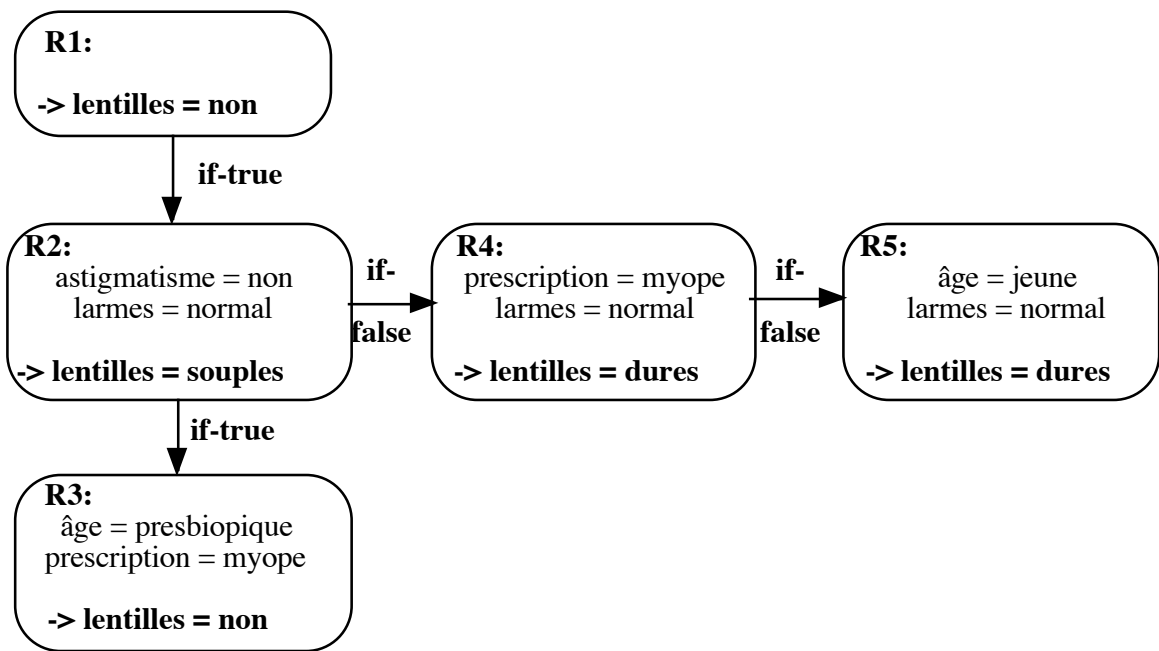 R1:
-> lentilles = non
if-true
R2:
astigmatisme = non
larmes = normal
-> lentilles = souples
if-
false
R4:
prescription = myope
larmes = normal
-> lentilles = dures
if-
false
R5:
âge = jeune
larmes = normal
-> lentilles = dures
if-true
R3:
âge = presbiopique
prescription = myope
-> lentilles = non